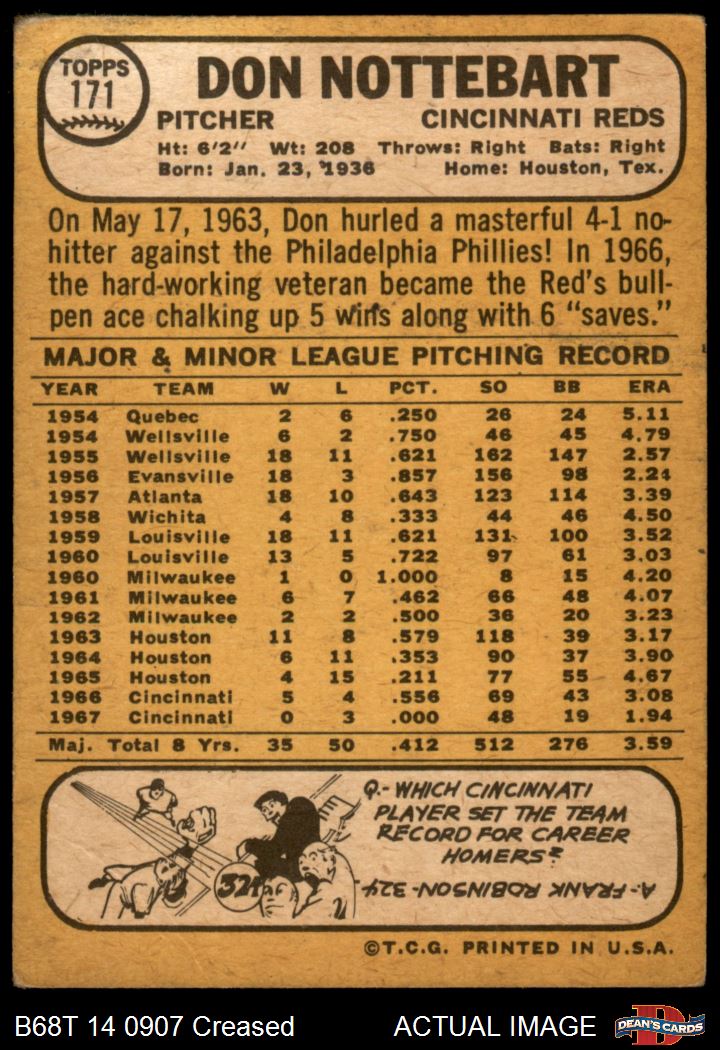 TOPPS
171
DON NOTTEBART
PITCHER CINCINNATI REDS
Ht: 6'2" Wt: 208 Throws: Right Bats: Right
Born: Jan. 23, 1936 Home: Houston, Tex.
On May 17, 1963, Don hurled a masterful 4-1 no-
hitter against the Philadelphia Phillies! In 1966,
the hard-working veteran became the Red's bull-
pen ace chalking up 5 wins along with 6 "saves."
MAJOR & MINOR LEAGUE PITCHING RECORD
YEAR TEAM W L PCT. SO BB ERA
1954 Quebec 2 6 .250 26 24 5.11
1954 Wellsville 6 2 .750 46 45 4.79
1955 Wellsville 18 11 .621 162 147 2.57
1956 Evansville 18 3 .857 156 98 2.24
1957 Atlanta 18 10 .643 123 114 3.39
1958 Wichita 4 8 .333 44 46 4.50
1959 Louisville 18 11 .621 131 100 3.52
1960 Louisville 13 5 .722 97 61 3.03
1960 Milwaukee 1 0 1.000 8 15 4.20
1961 Milwaukee 6 7 .462 66 48 4.07
1962 Milwaukee 2 2 .500 36 20 3.23
1963 Houston 11 8 .579 118 39 3.17
1964 Houston 6 11 .353 90 37 3.90
1965 Houston 4 15 .211 77 55 4.67
1966 Cincinnati 5 4 .556 69 43 3.08
1967 Cincinnati 0 3 .000 48 19 1.94
Maj. Total 8 Yrs. 35 50 .412 512 276 3.59
Q.- WHICH CINCINNATI
PLAYER SET THE TEAM
RECORD FOR CAREER
HOMERS?
A.- FRANK ROBINSON - 324.
324
©T.C.G. PRINTED IN U.S.A.
B68T 14 0907 Creased ACTUAL IMAGE
D
DEAN'S CARDS